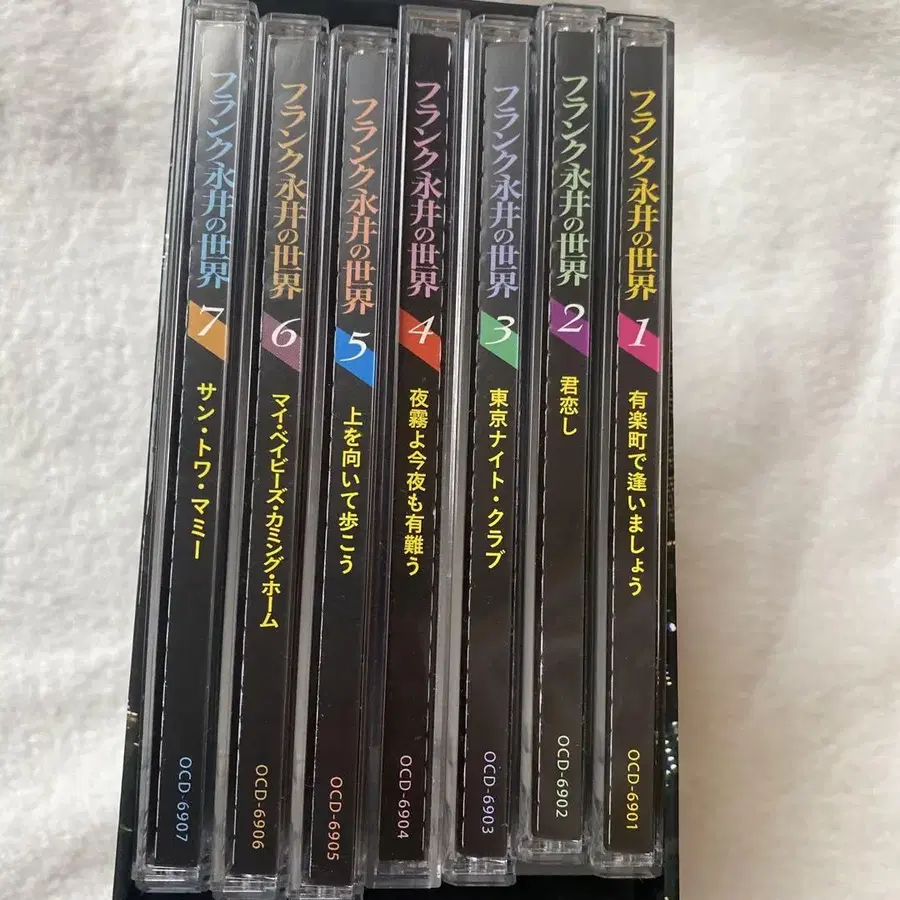 フランク永井の世界
1
有楽町で逢いましょう
OCD-6901
フランク永井の世界
2
君恋し
OCD-6902
フランク永井の世界
3
東京ナイト・クラブ
OCD-6903
フランク永井の世界
4
夜霧よ今夜も有難う
OCD-6904
フランク永井の世界
5
上を向いて歩こう
OCD-6905
フランク永井の世界
6
マイ・ベイビーズ・カミング・ホーム
OCD-6906
フランク永井の世界
7
サン・トワ・マミー
OCD-6907